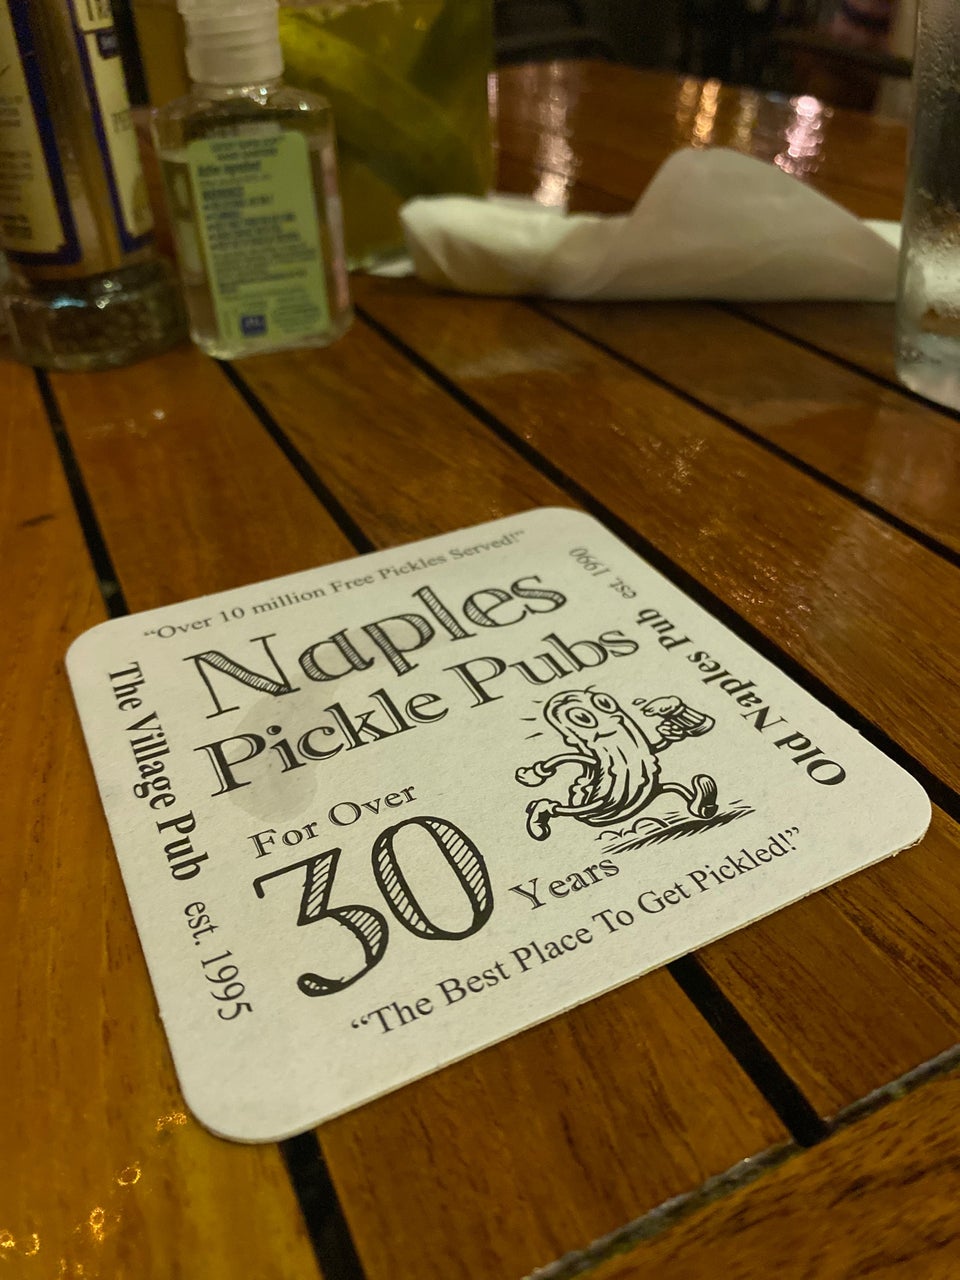 “Over 10 million Free Pickles Served!”
Naples
Pickle Pubs
For Over
30
Years
“The Best Place To Get Pickled!”
The Village Pub est. 1995
Old Naples Pub est. 1990